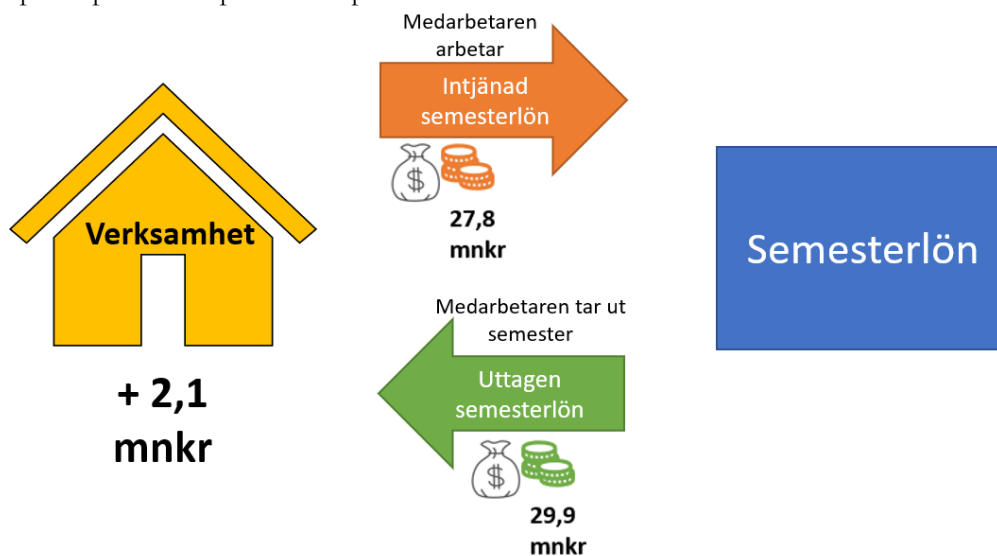 Medarbetaren
arbetar
Intjänad
semesterlön
$
27,8
mnkr
Verksamhet
+ 2,1
mnkr
Semesterlön
Medarbetaren tar ut
semester
Uttagen
semesterlön
$
29,9
mnkr